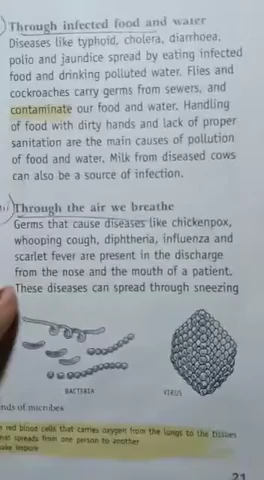 Through infected food and water
Diseases like typhoid, cholera, diarrhoea,
polio and jaundice spread by eating infected
food and drinking polluted water. Flies and
cockroaches carry germs from sewers, and
contaminate our food and water. Handling
of food with dirty hands and lack of proper
sanitation are the main causes of pollution
of food and water. Milk from diseased cows
can also be a source of infection.
Through the air we breathe
Germs that cause diseases like chickenpox,
whooping cough, diphtheria, influenza and
scarlet fever are present in the discharge
from the nose and the mouth of a patient.
These diseases can spread through sneezing
BACTERIA VIRUS
of microbes
red blood cells that carries oxygen from the lungs to the tissues
spreads from one person to another
make impure
21